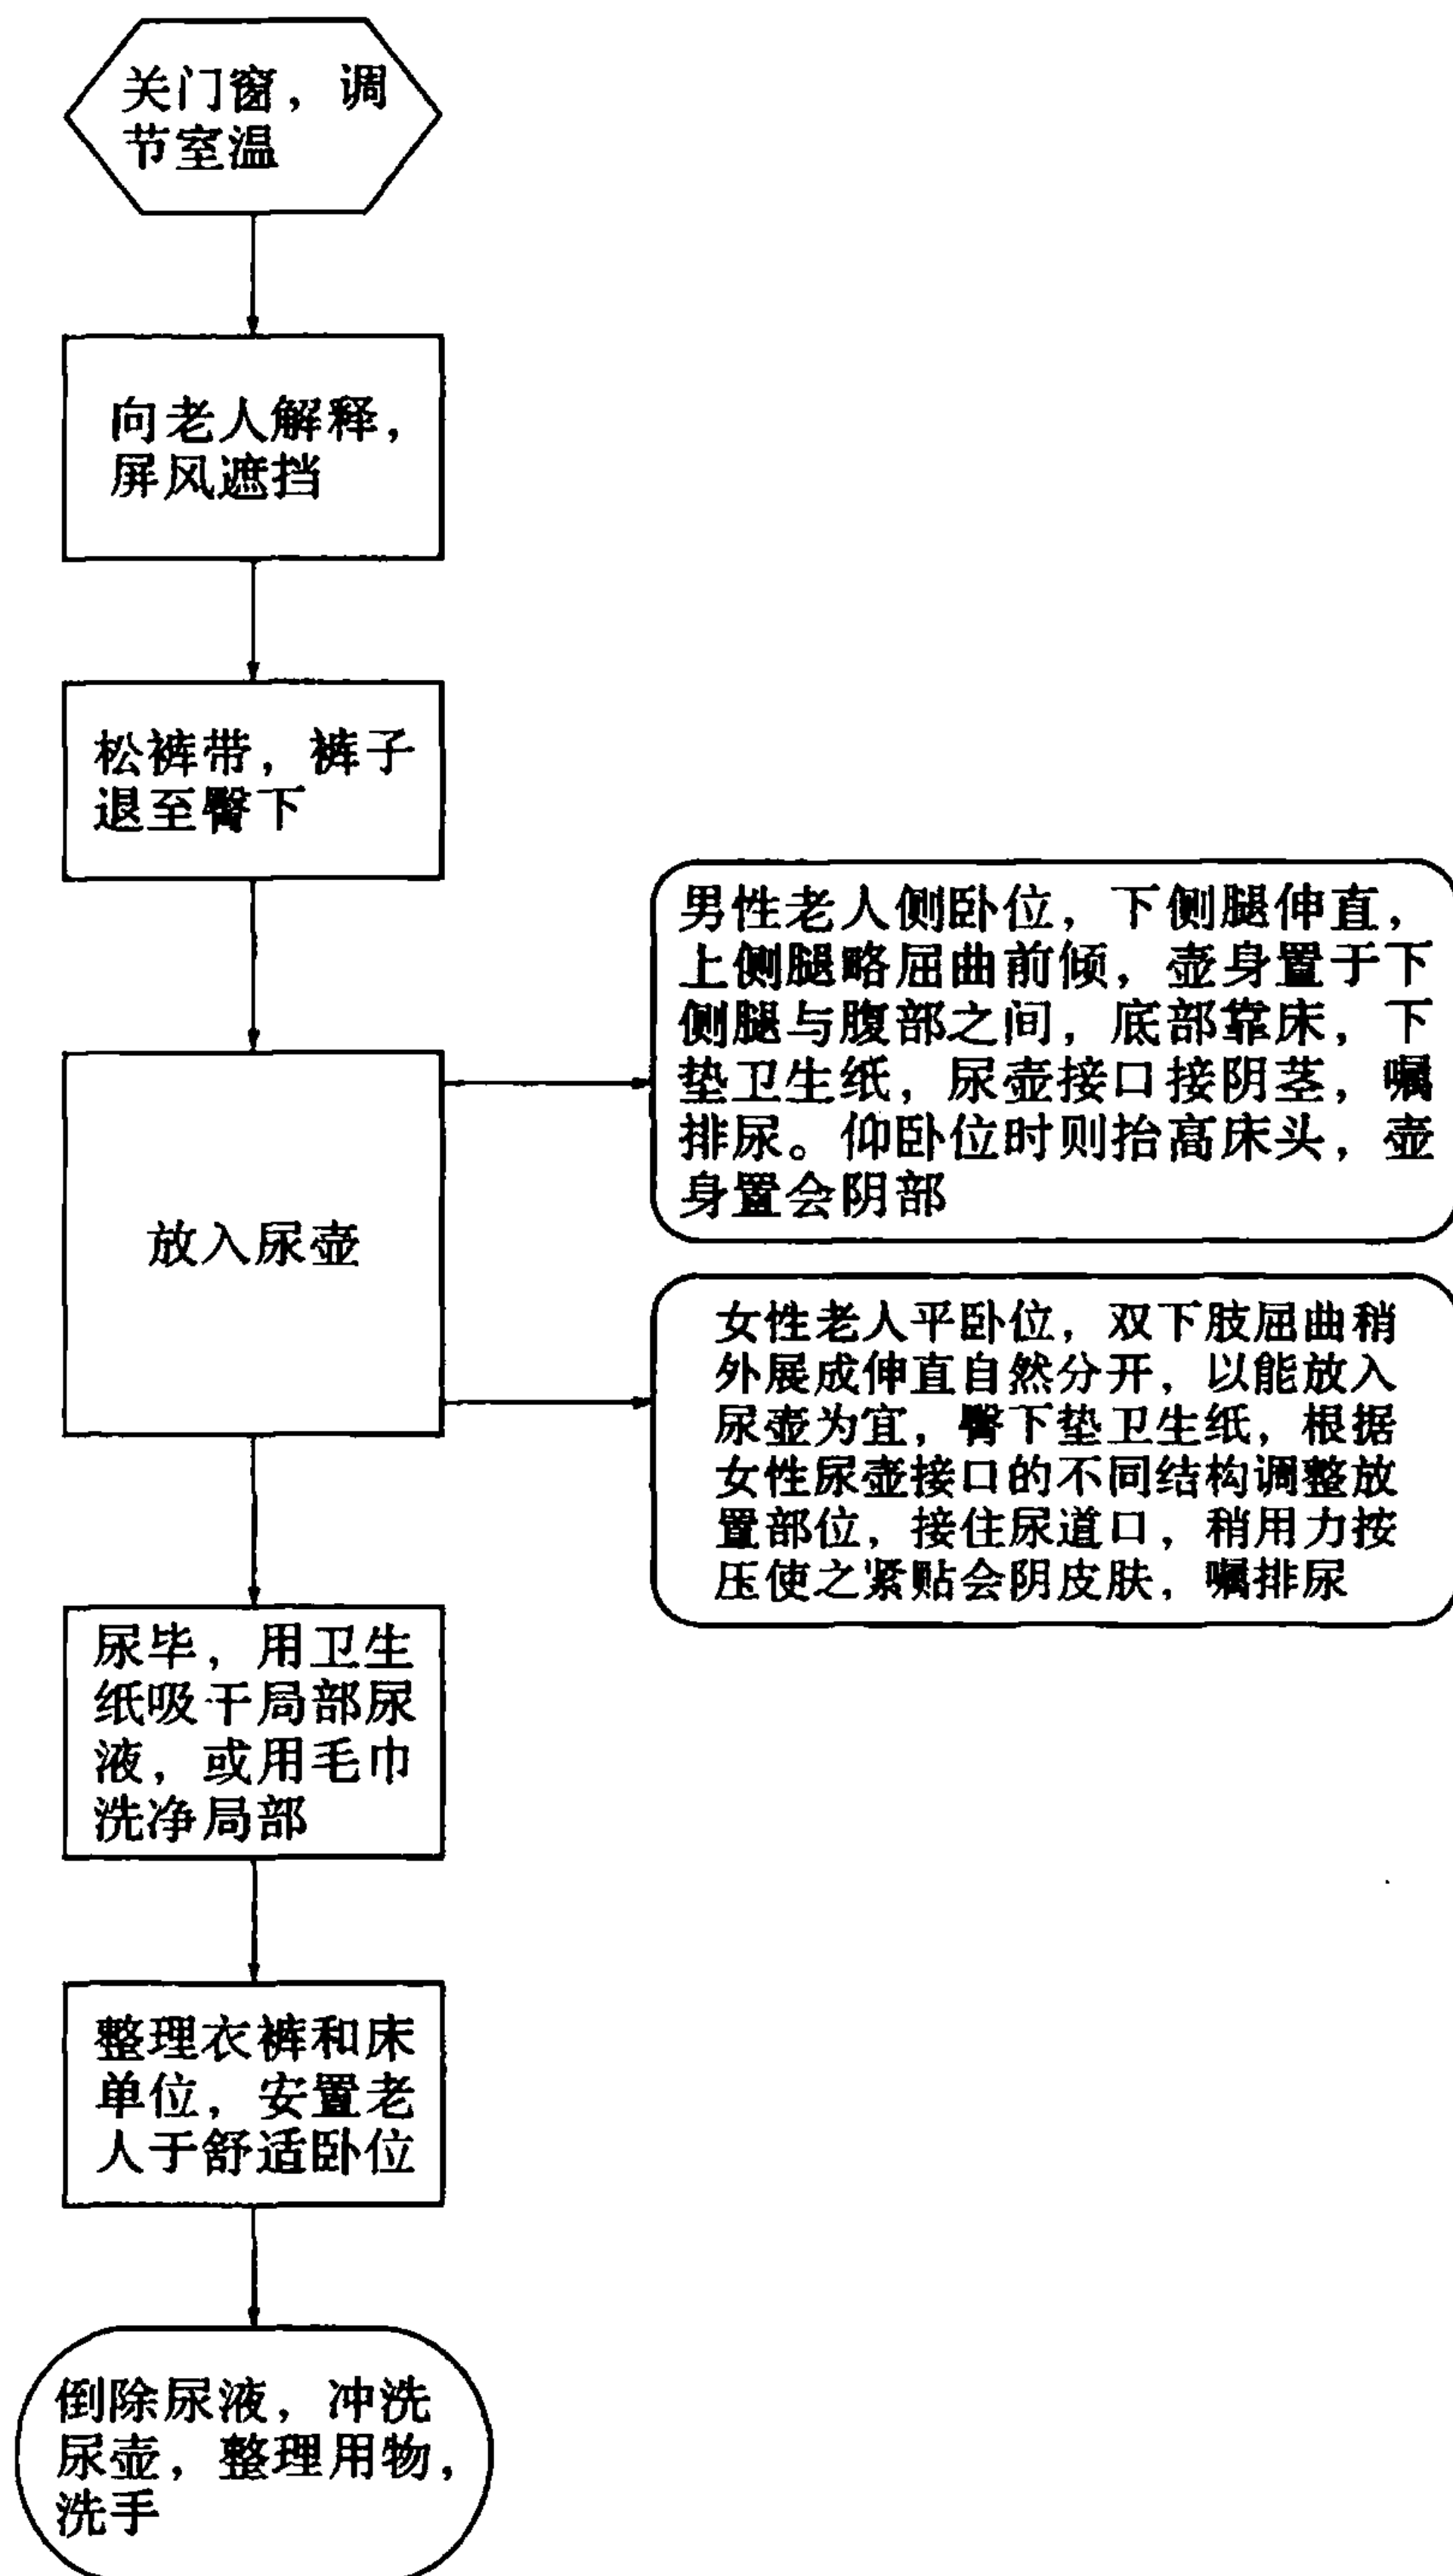 关门窗，调
节室温
向老人解释，
屏风遮挡
松裤带，裤子
退至臀下
放入尿壶
男性老人侧卧位，下侧腿伸直，
上侧腿略屈曲前倾，壶身置于下
侧腿与腹部之间，底部靠床，下
垫卫生纸，尿壶接口接阴茎，嘱
排尿。仰卧位时则抬高床头，壶
身置会阴部
女性老人平卧位，双下肢屈曲稍
外展成伸直自然分开，以能放入
尿壶为宜，臀下垫卫生纸，根据
女性尿壶接口的不同结构调整放
置部位，接住尿道口，稍用力按
压使之紧贴会阴皮肤，嘱排尿
尿毕，用卫生
纸吸干局部尿
液，或用毛巾
洗净局部
整理衣裤和床
单位，安置老
人于舒适卧位
倒除尿液，冲洗
尿壶，整理用物，
洗手